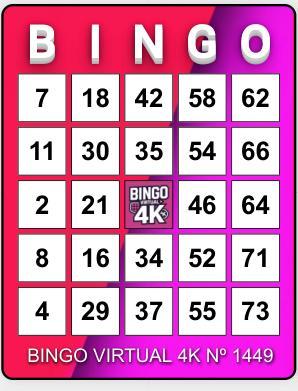 B I N G O
7 18 42 58 62
11 30 35 54 66
2 21 BINGO VIRTUAL 4K 46 64
8 16 34 52 71
4 29 37 55 73
BINGO VIRTUAL 4K Nº 1449